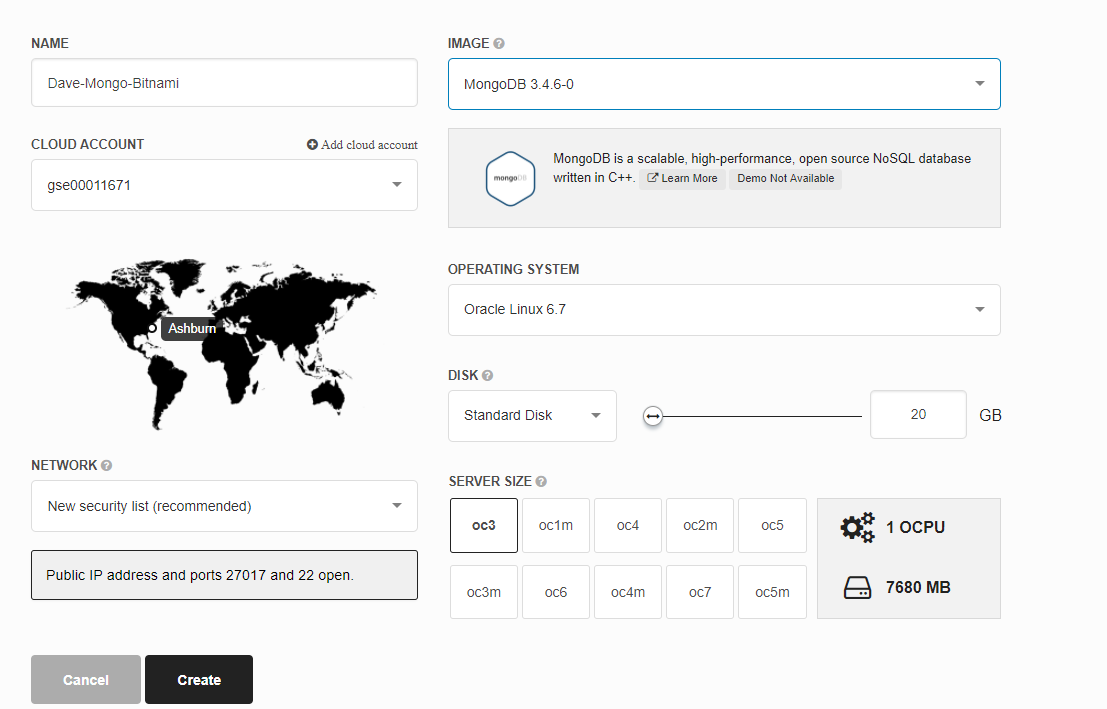 NAME
Dave-Mongo-Bitnami
CLOUD ACCOUNT
Add cloud account
gse00011671
Ashburn
NETWORK
New security list (recommended)
Public IP address and ports 27017 and 22 open.
Cancel
Create
IMAGE
MongoDB 3.4.6-0
mongoDB
MongoDB is a scalable, high-performance, open source NoSQL database
written in C++. Learn More Demo Not Available
OPERATING SYSTEM
Oracle Linux 6.7
DISK
Standard Disk
20 GB
SERVER SIZE
oc3 oc1m oc4 oc2m oc5
oc3m oc6 oc4m oc7 oc5m
1 OCPU
7680 MB